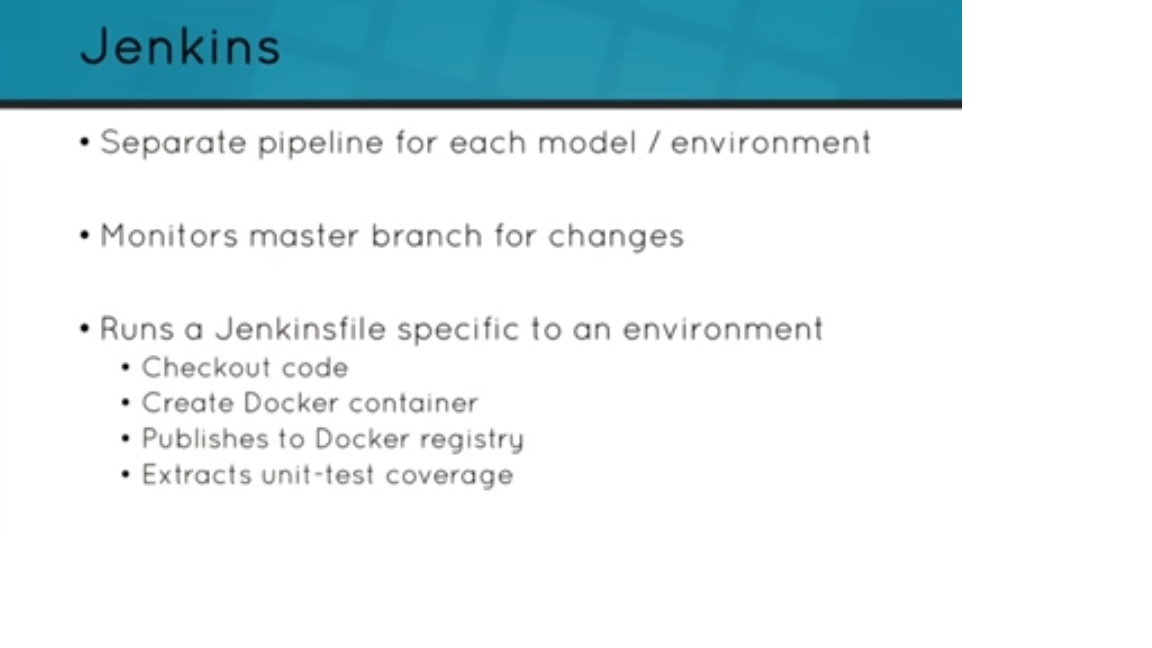 Jenkins
• Separate pipeline for each model / environment
• Monitors master branch for changes
• Runs a Jenkinsfile specific to an environment
• Checkout code
• Create Docker container
• Publishes to Docker registry
• Extracts unit-test coverage